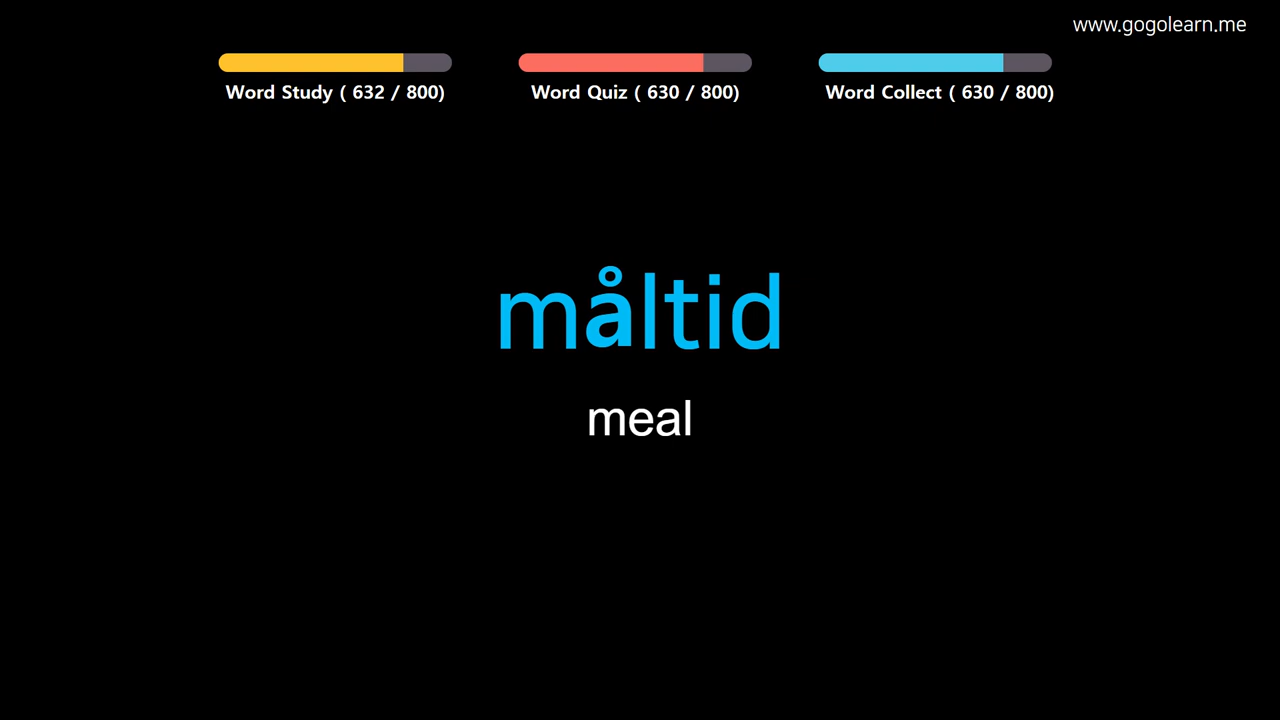 www.gogolearn.me
Word Study ( 632 / 800)
Word Quiz ( 630 / 800)
Word Collect ( 630 / 800)
måltid
meal